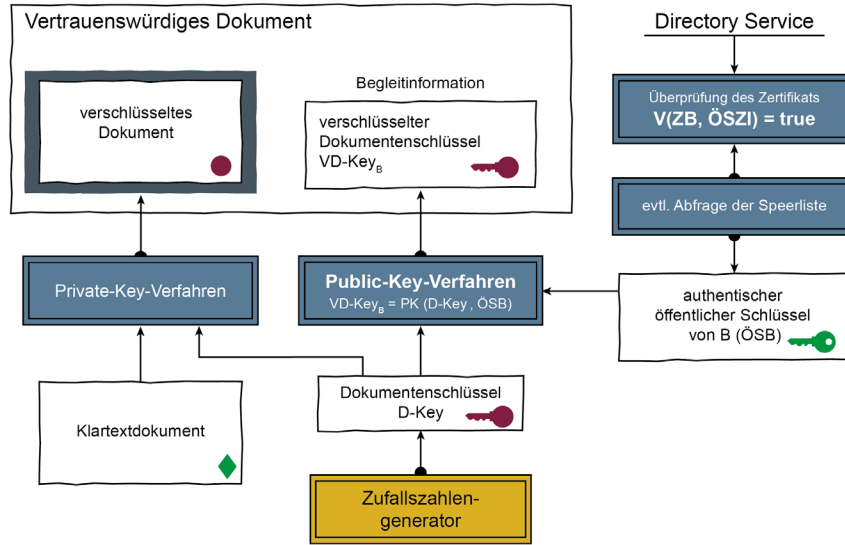 Vertrauenswürdiges Dokument
Directory Service
verschlüsseltes
Dokument
Begleitinformation
verschlüsselter
Dokumentenschlüssel
VD-Key_B
Überprüfung des Zertifikats
V(ZB, ÖSZI) = true
evtl. Abfrage der Speerliste
Private-Key-Verfahren
Public-Key-Verfahren
VD-Key_B = PK (D-Key , ÖSB)
authentischer
öffentlicher Schlüssel
von B (ÖSB)
Klartextdokument
Dokumentenschlüssel
D-Key
Zufallszahlen-
generator